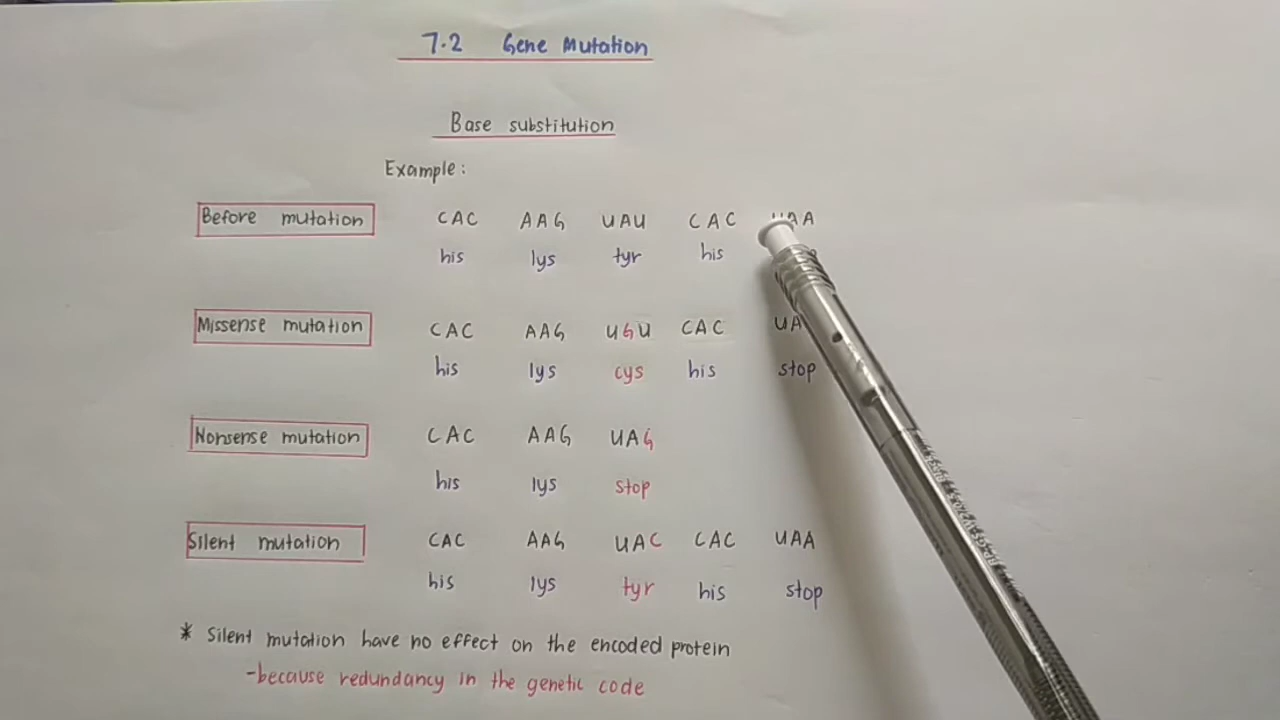 7.2 Gene Mutation
Base substitution
Example:
Before mutation CAC AAG UAU CAC UAA
his lys tyr his
Missense mutation CAC AAG UGU CAC
his lys cys his stop
Nonsense mutation CAC AAG UAG
his lys stop
Silent mutation CAC AAG UAC CAC UAA
his lys tyr his stop
* Silent mutation have no effect on the encoded protein
-because redundancy in the genetic code